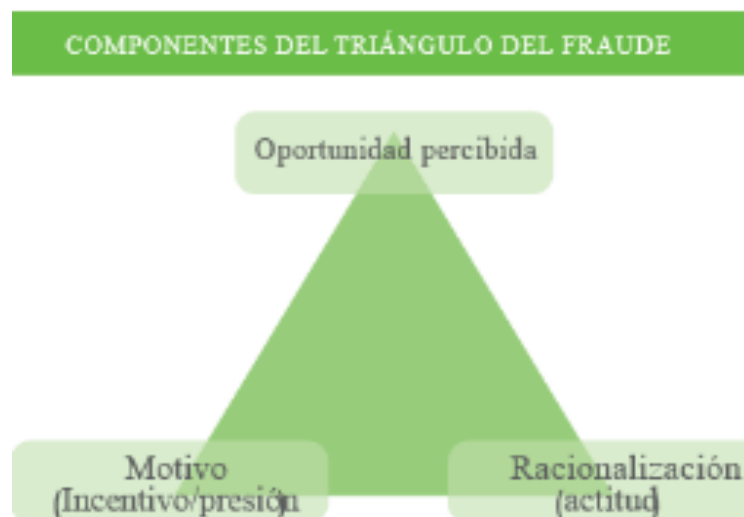 COMPONENTES DEL TRIÁNGULO DEL FRAUDE
Oportunidad percibida
Motivo
(Incentivo/presión)
Racionalización
(actitud)